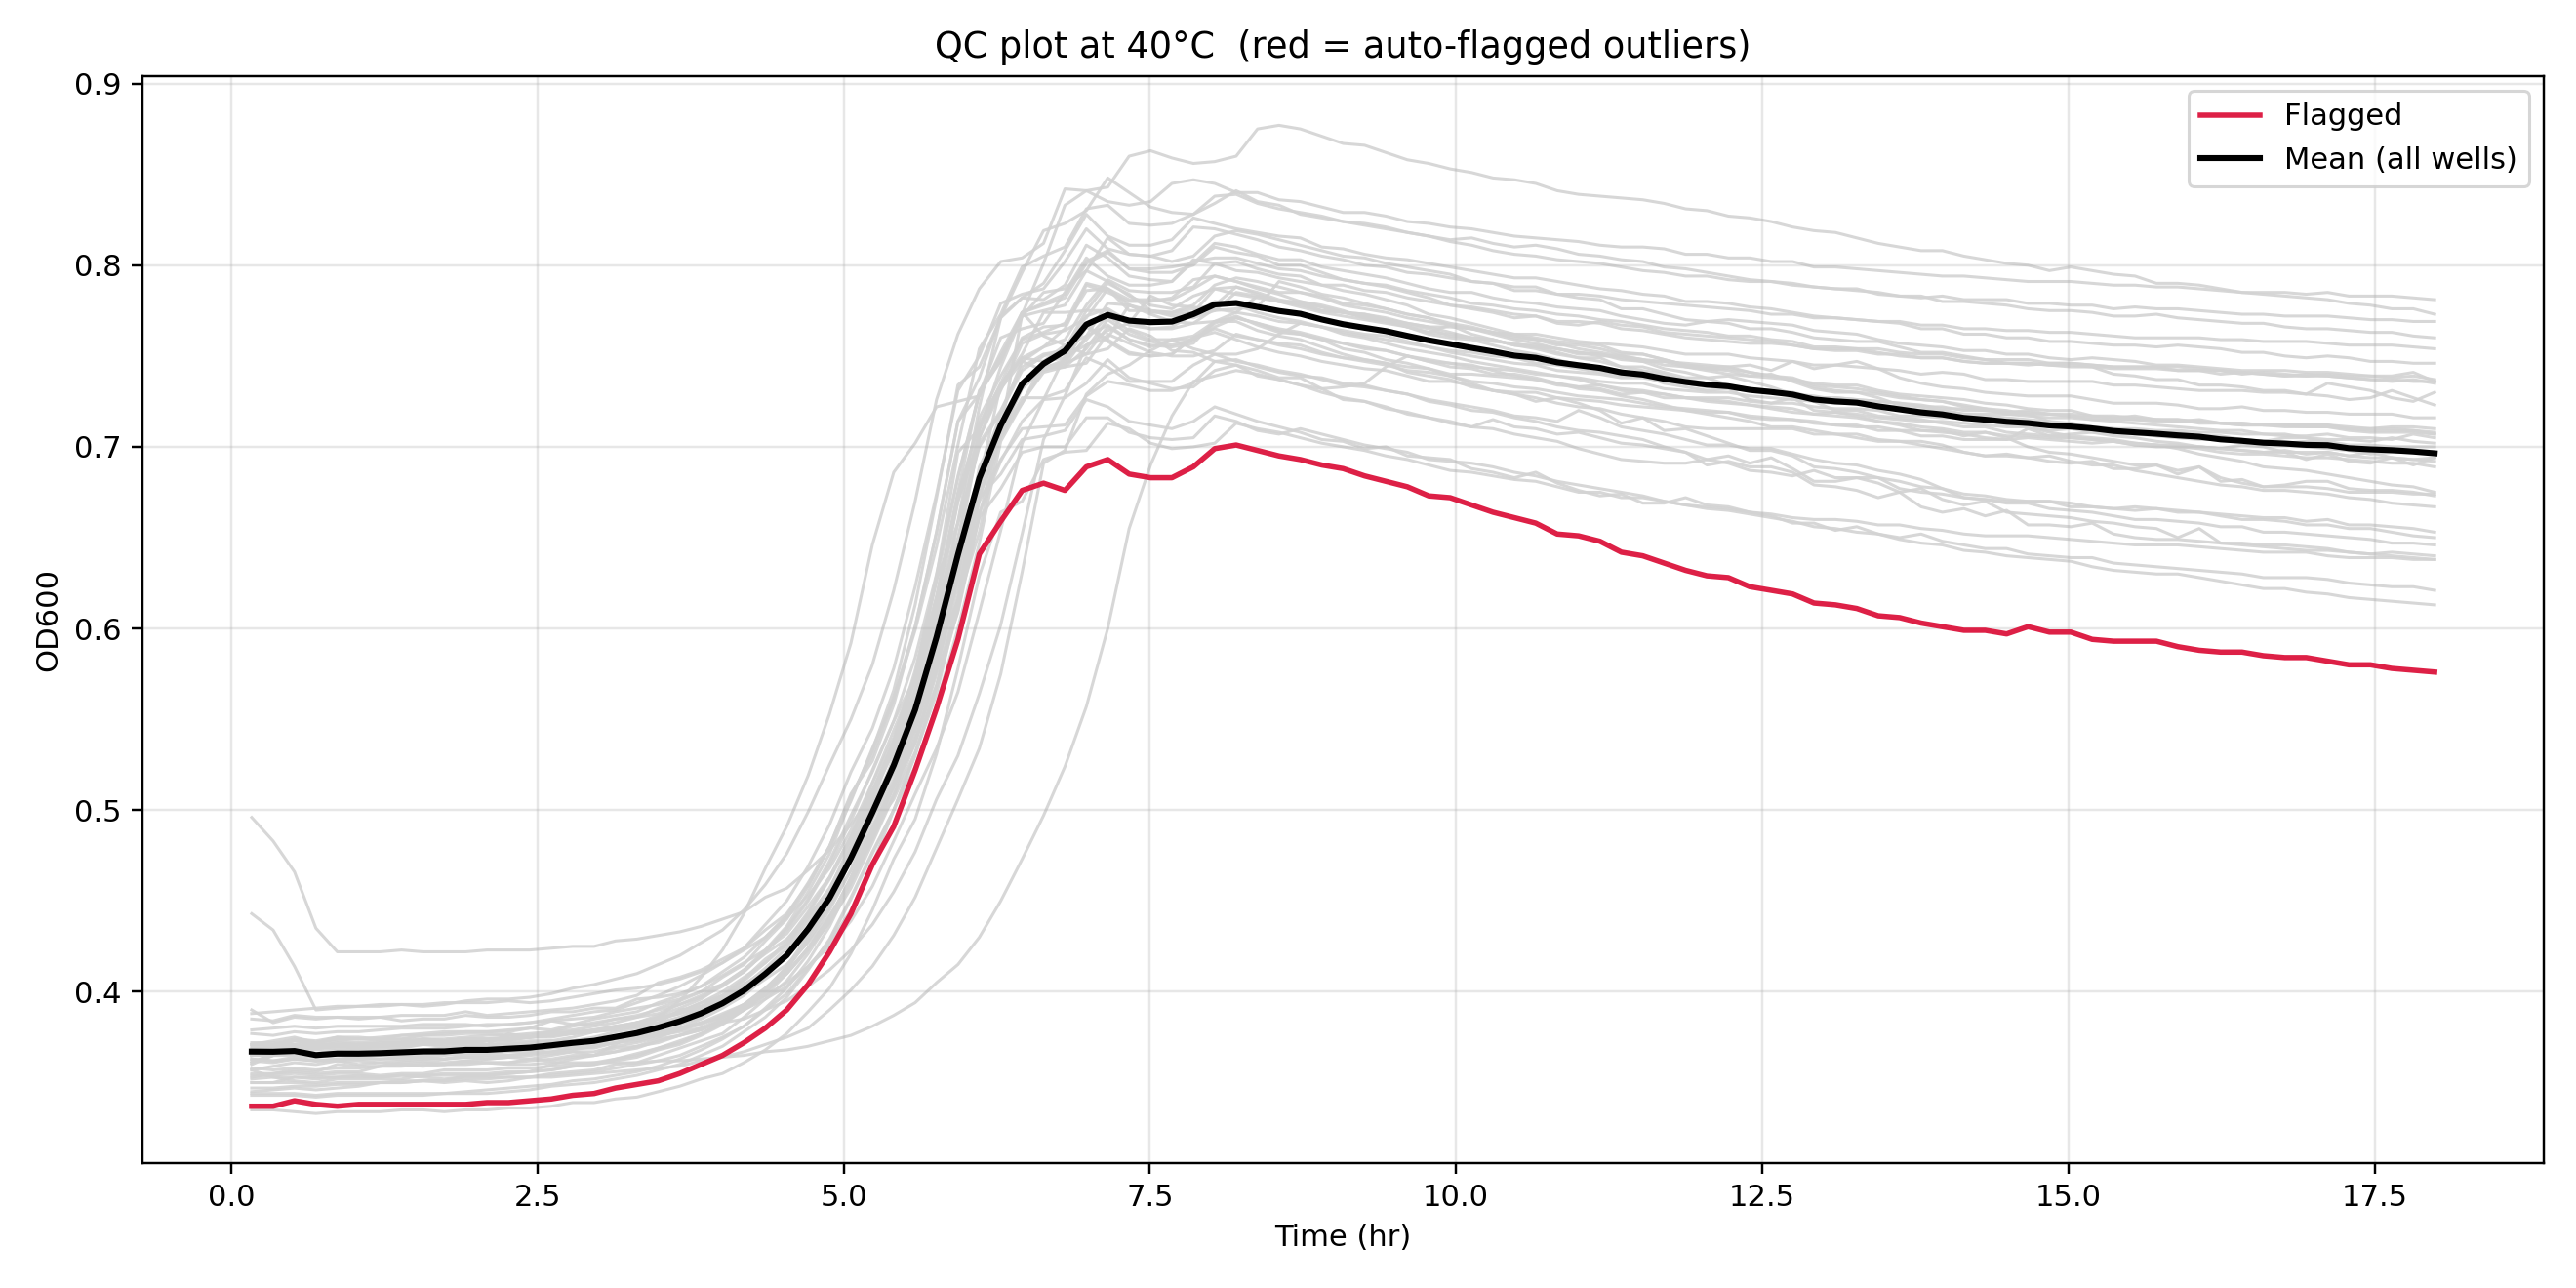 QC plot at 40°C  (red = auto-flagged outliers)
Flagged
Mean (all wells)
OD600
0.9
0.8
0.7
0.6
0.5
0.4
0.0
2.5
5.0
7.5
10.0
12.5
15.0
17.5
Time (hr)